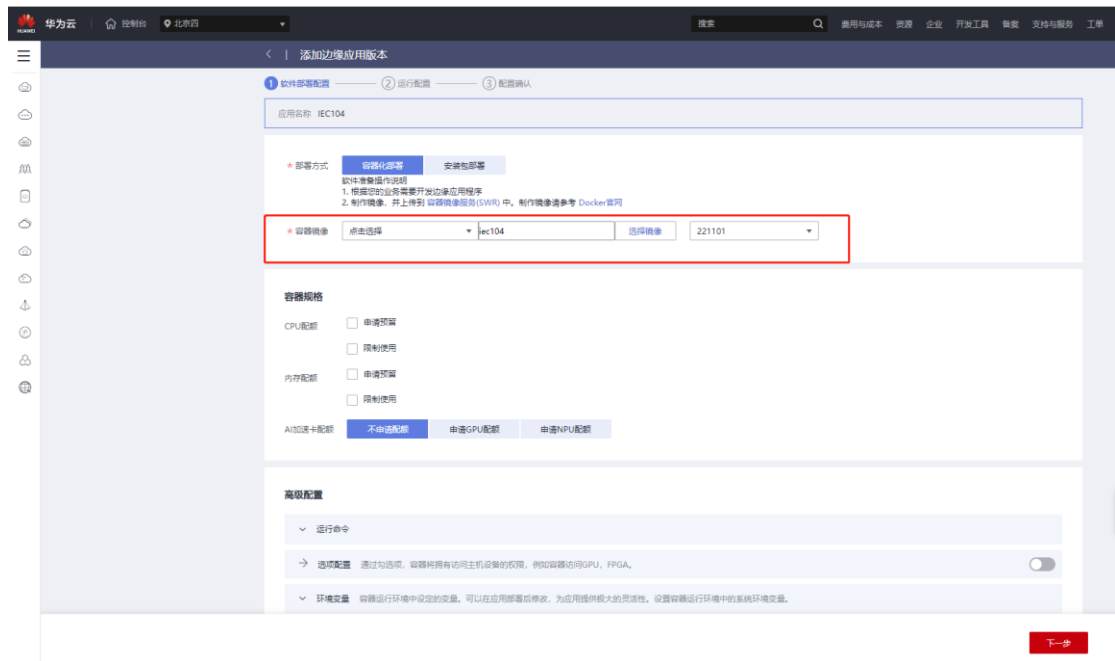 HUAWEI 华为云 控制台 北京四 搜索 费用与成本 资源 企业 开发工具 备案 支持与服务 工单
添加边缘应用版本
1 软件部署配置 2 运行配置 3 配置确认
应用名称 IEC104
* 部署方式 容器化部署 安装包部署
软件准备操作说明
1. 根据您的业务需要开发边缘应用程序
2. 制作镜像，并上传到 容器镜像服务(SWR) 中。制作镜像请参考 Docker官网
* 容器镜像 点击选择 iec104 选择镜像 221101
容器规格
CPU配额 申请预留
限制使用
内存配额 申请预留
限制使用
AI加速卡配额 不申请配额 申请GPU配额 申请NPU配额
高级配置
运行命令
选项配置 通过勾选项，容器将拥有访问主机设备的权限，例如容器访问GPU，FPGA。
环境变量 容器运行环境中设定的变量。可以在应用部署后修改，为应用提供极大的灵活性。设置容器运行环境中的系统环境变量。
下一步